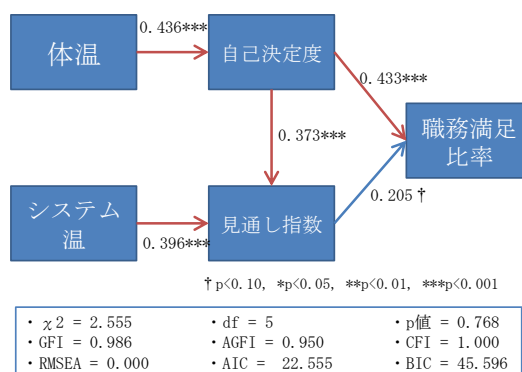 0.436***
体温
自己決定度
0.433***
0.373***
職務満足
比率
システム
温
0.396***
見通し指数
0.205†
†p<0.10, *p<0.05, **p<0.01, ***p<0.001
・χ2 = 2.555 ・df = 5 ・p値 = 0.768
・GFI = 0.986 ・AGFI = 0.950 ・CFI = 1.000
・RMSEA = 0.000 ・AIC = 22.555 ・BIC = 45.596